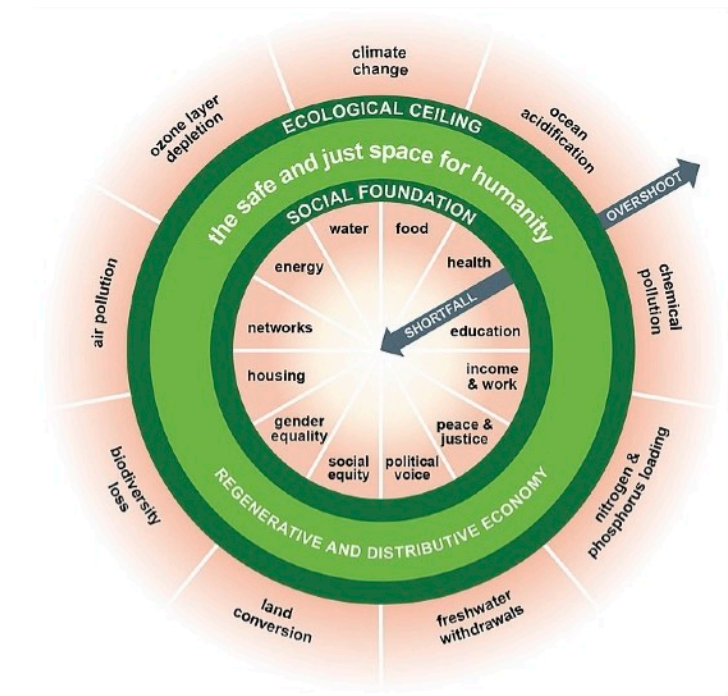 climate
change
ocean
acidification
chemical
pollution
nitrogen &
phosphorus loading
freshwater
withdrawals
land
conversion
biodiversity
loss
air pollution
ozone layer
depletion
ECOLOGICAL CEILING
the safe and just space for humanity
SOCIAL FOUNDATION
OVERSHOOT
SHORTFALL
water
food
health
education
income
& work
peace &
justice
political
voice
social
equity
gender
equality
housing
networks
energy
REGENERATIVE AND DISTRIBUTIVE ECONOMY